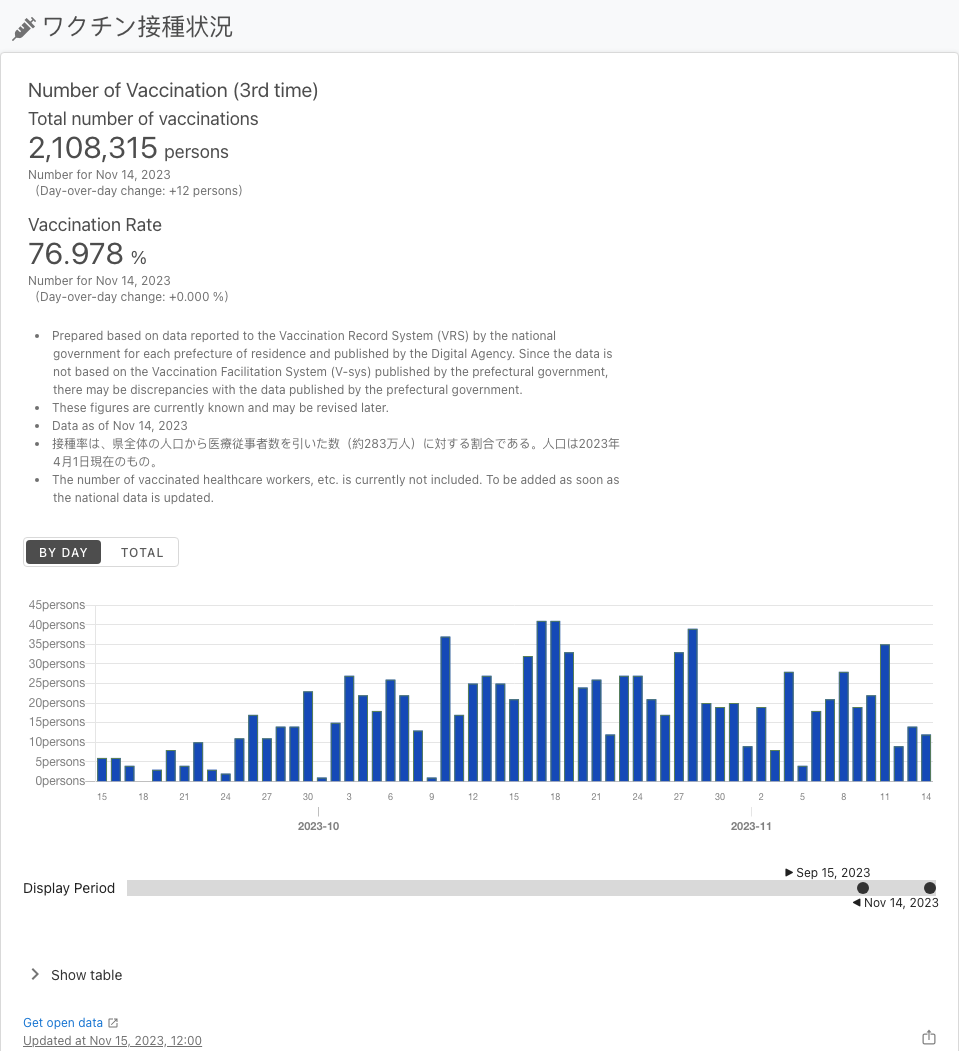 ワクチン接種状況
Number of Vaccination (3rd time)
Total number of vaccinations
2,108,315 persons
Number for Nov 14, 2023
(Day-over-day change: +12 persons)
Vaccination Rate
76.978 %
Number for Nov 14, 2023
(Day-over-day change: +0.000 %)
• Prepared based on data reported to the Vaccination Record System (VRS) by the national
government for each prefecture of residence and published by the Digital Agency. Since the data is
not based on the Vaccination Facilitation System (V-sys) published by the prefectural government,
there may be discrepancies with the data published by the prefectural government.
• These figures are currently known and may be revised later.
• Data as of Nov 14, 2023
• 接種率は、県全体の人口から医療従事者数を引いた数（約283万人）に対する割合である。人口は2023年
4月1日現在のもの。
• The number of vaccinated healthcare workers, etc. is currently not included. To be added as soon as
the national data is updated.
BY DAY TOTAL
45persons
40persons
35persons
30persons
25persons
20persons
15persons
10persons
5persons
0persons
15 18 21 24 27 30 3 6 9 12 15 18 21 24 27 30 2 5 8 11 14
2023-10 2023-11
Sep 15, 2023
Display Period
Nov 14, 2023
Show table
Get open data
Updated at Nov 15, 2023, 12:00